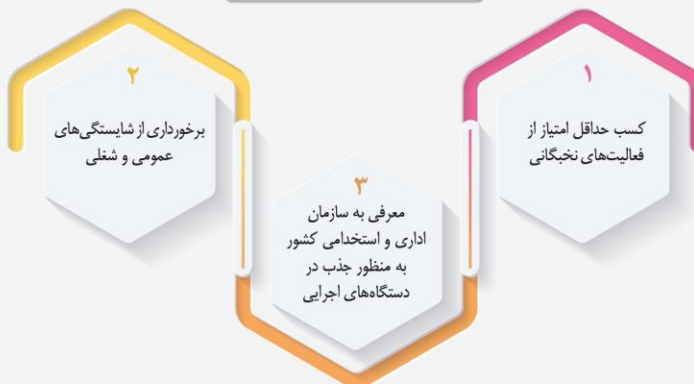 ۱
کسب حداقل امتیاز از
فعالیت‌های نخبگانی
۲
برخورداری از شایستگی‌های
عمومی و شغلی
۳
معرفی به سازمان
اداری و استخدامی کشور
به منظور جذب در
دستگاه‌های اجرایی